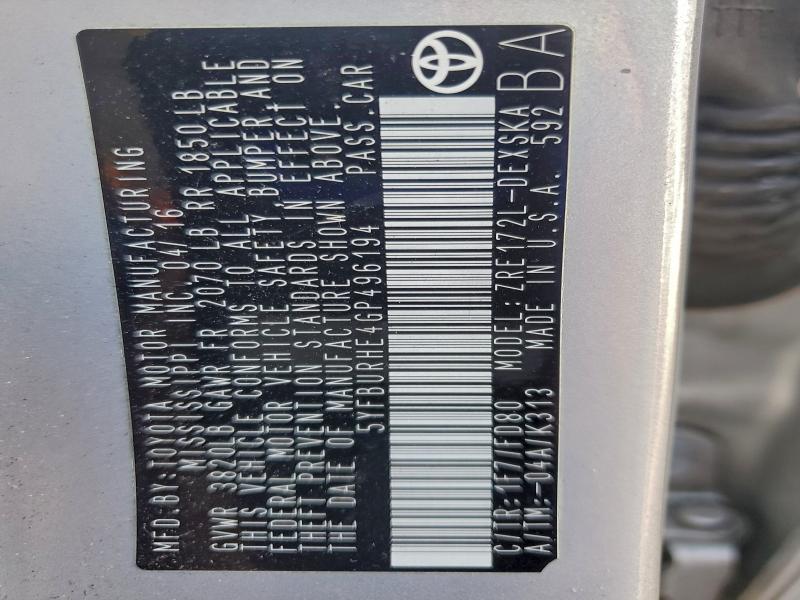 MFD.BY:TOYOTA MOTOR MANUFACTURING
MISSISSIPPI INC. 04/16
GVWR 3820LB GAWR FR 2070 LB RR 1850LB
THIS VEHICLE CONFORMS TO ALL APPLICABLE
FEDERAL MOTOR VEHICLE SAFETY,BUMPER AND
THEFT PREVENTION STANDARDS IN EFFECT ON
THE DATE OF MANUFACTURE SHOWN ABOVE.
5YFBURHE4GP496194 PASS.CAR
C/TR:1F7/FD80 MODEL:ZRE172L-DEXSKA
A/TM:-04A/K313 MADE IN U.S.A. 592
B
BA